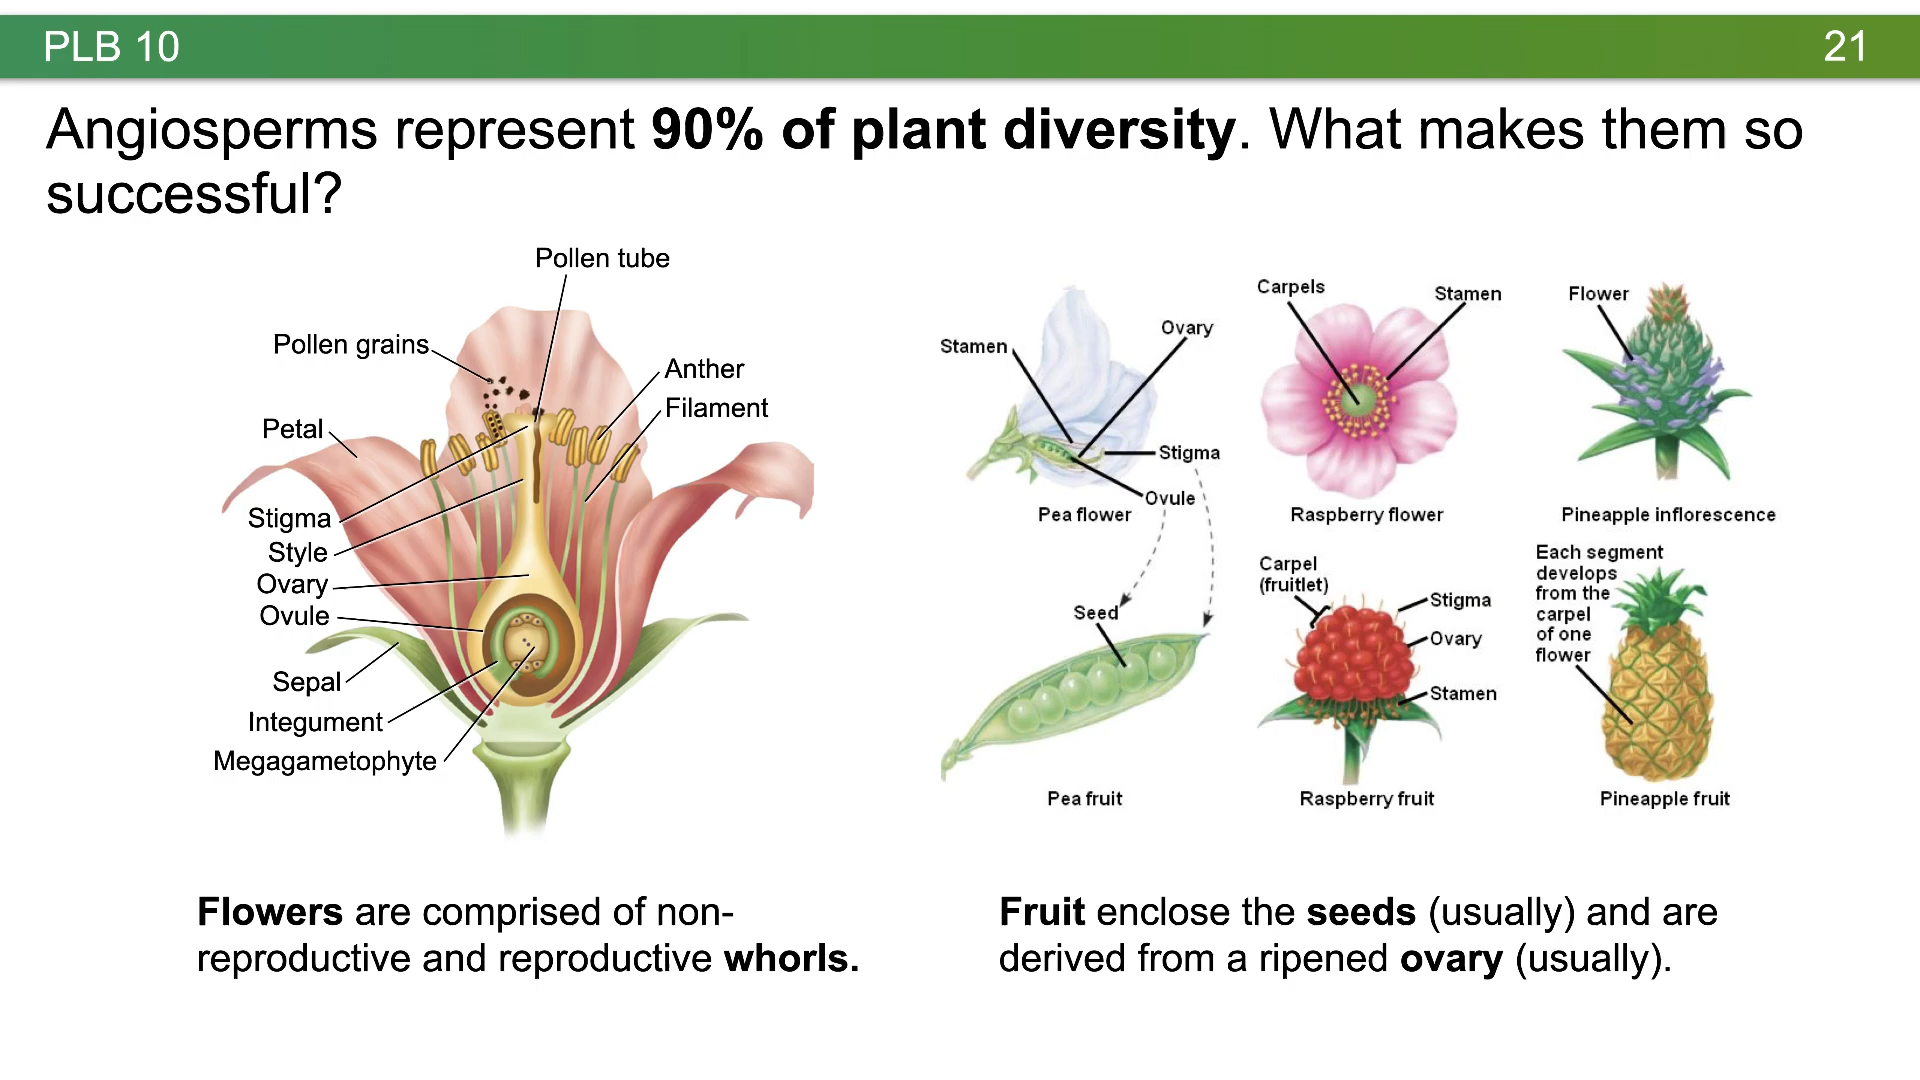 PLB 10
21
Angiosperms represent 90% of plant diversity. What makes them so
successful?
Pollen tube
Pollen grains
Anther
Filament
Petal
Stigma
Style
Ovary
Ovule
Sepal
Integument
Megagametophyte
Stamen
Ovary
Stigma
Ovule
Pea flower
Seed
Pea fruit
Carpels
Stamen
Raspberry flower
Carpel
(fruitlet)
Stigma
Ovary
Stamen
Raspberry fruit
Flower
Pineapple inflorescence
Each segment
develops
from the
carpel
of one
flower
Pineapple fruit
Flowers are comprised of non-
reproductive and reproductive whorls.
Fruit enclose the seeds (usually) and are
derived from a ripened ovary (usually).